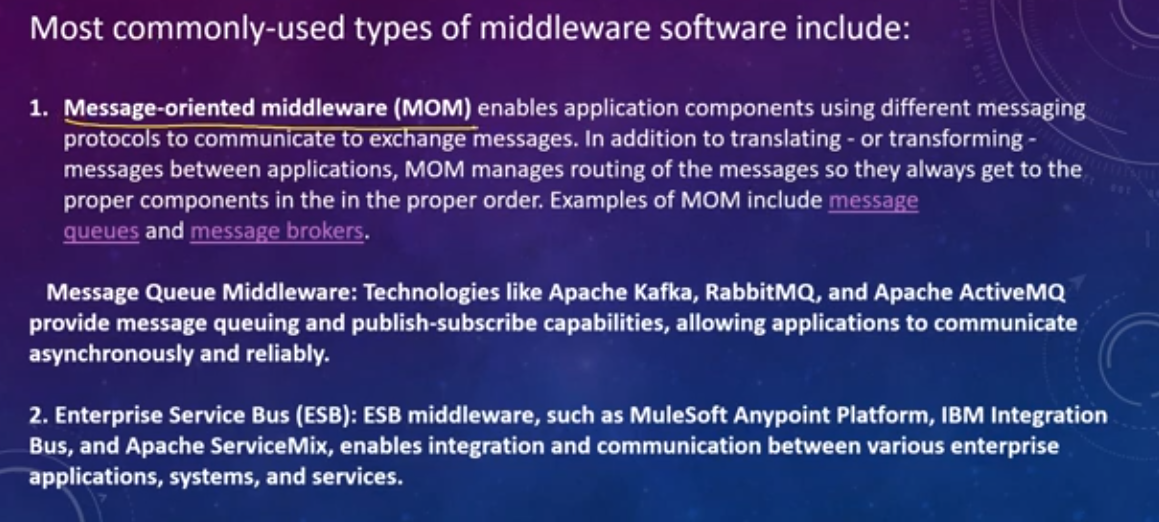 Most commonly-used types of middleware software include:
1. Message-oriented middleware (MOM) enables application components using different messaging
protocols to communicate to exchange messages. In addition to translating - or transforming -
messages between applications, MOM manages routing of the messages so they always get to the
proper components in the in the proper order. Examples of MOM include message
queues and message brokers.
Message Queue Middleware: Technologies like Apache Kafka, RabbitMQ, and Apache ActiveMQ
provide message queuing and publish-subscribe capabilities, allowing applications to communicate
asynchronously and reliably.
2. Enterprise Service Bus (ESB): ESB middleware, such as MuleSoft Anypoint Platform, IBM Integration
Bus, and Apache ServiceMix, enables integration and communication between various enterprise
applications, systems, and services.